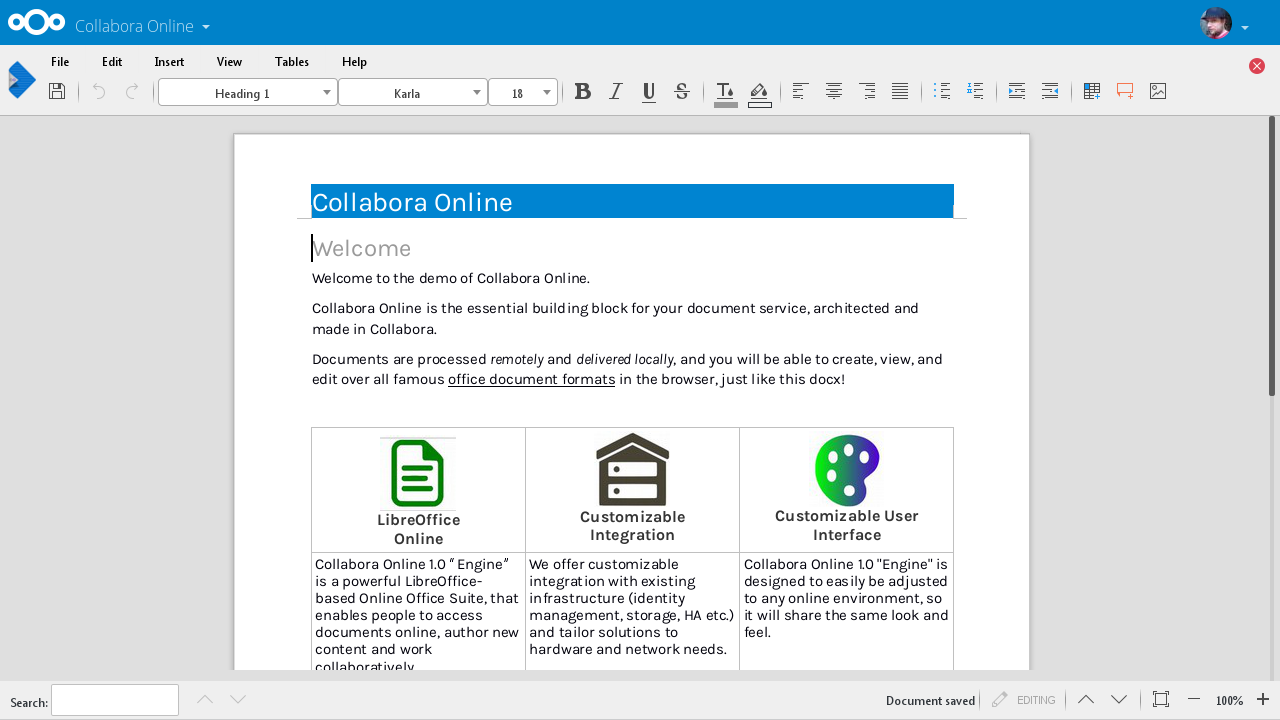 Collabora Online
File Edit Insert View Tables Help
Heading 1 Karla 18
Collabora Online
Welcome
Welcome to the demo of Collabora Online.
Collabora Online is the essential building block for your document service, architected and
made in Collabora.
Documents are processed remotely and delivered locally, and you will be able to create, view, and
edit over all famous office document formats in the browser, just like this docx!
LibreOffice
Online
Customizable
Integration
Customizable User
Interface
Collabora Online 1.0 “ Engine”
is a powerful LibreOffice-
based Online Office Suite, that
enables people to access
documents online, author new
content and work
collaboratively
We offer customizable
integration with existing
infrastructure (identity
management, storage, HA etc.)
and tailor solutions to
hardware and network needs.
Collabora Online 1.0 "Engine" is
designed to easily be adjusted
to any online environment, so
it will share the same look and
feel.
Search: Document saved EDITING 100%